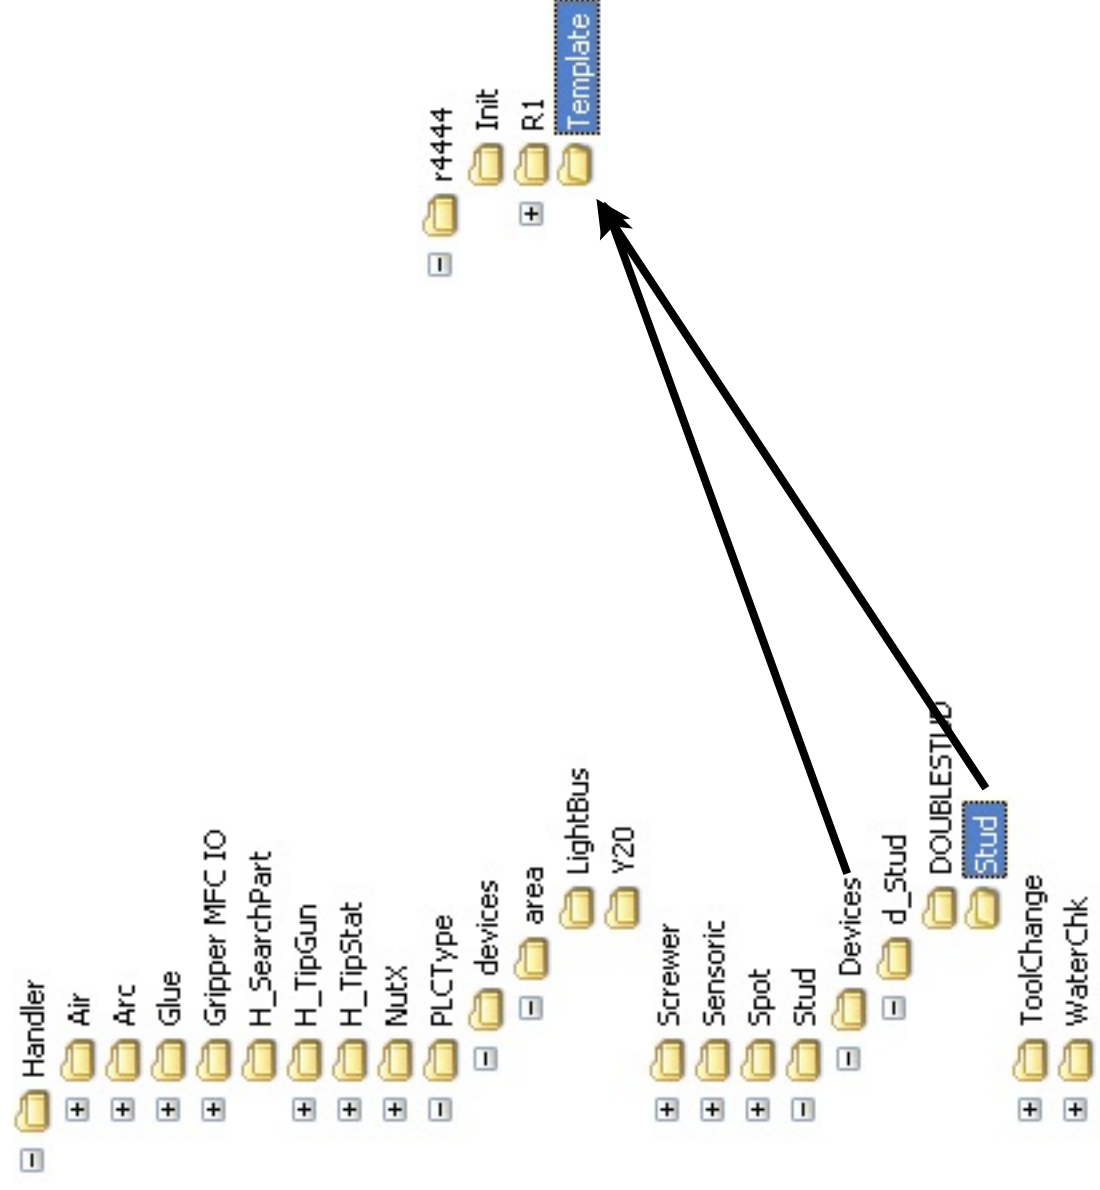 Handler
Air
Arc
Glue
Gripper MFC IO
H_SearchPart
H_TipGun
H_TipStat
NutX
PLCType
devices
area
LightBus
Y20
Screwer
Sensoric
Spot
Stud
Devices
d_Stud
DOUBLESTUD
Stud
ToolChange
WaterChk
r4444
Init
R1
Template